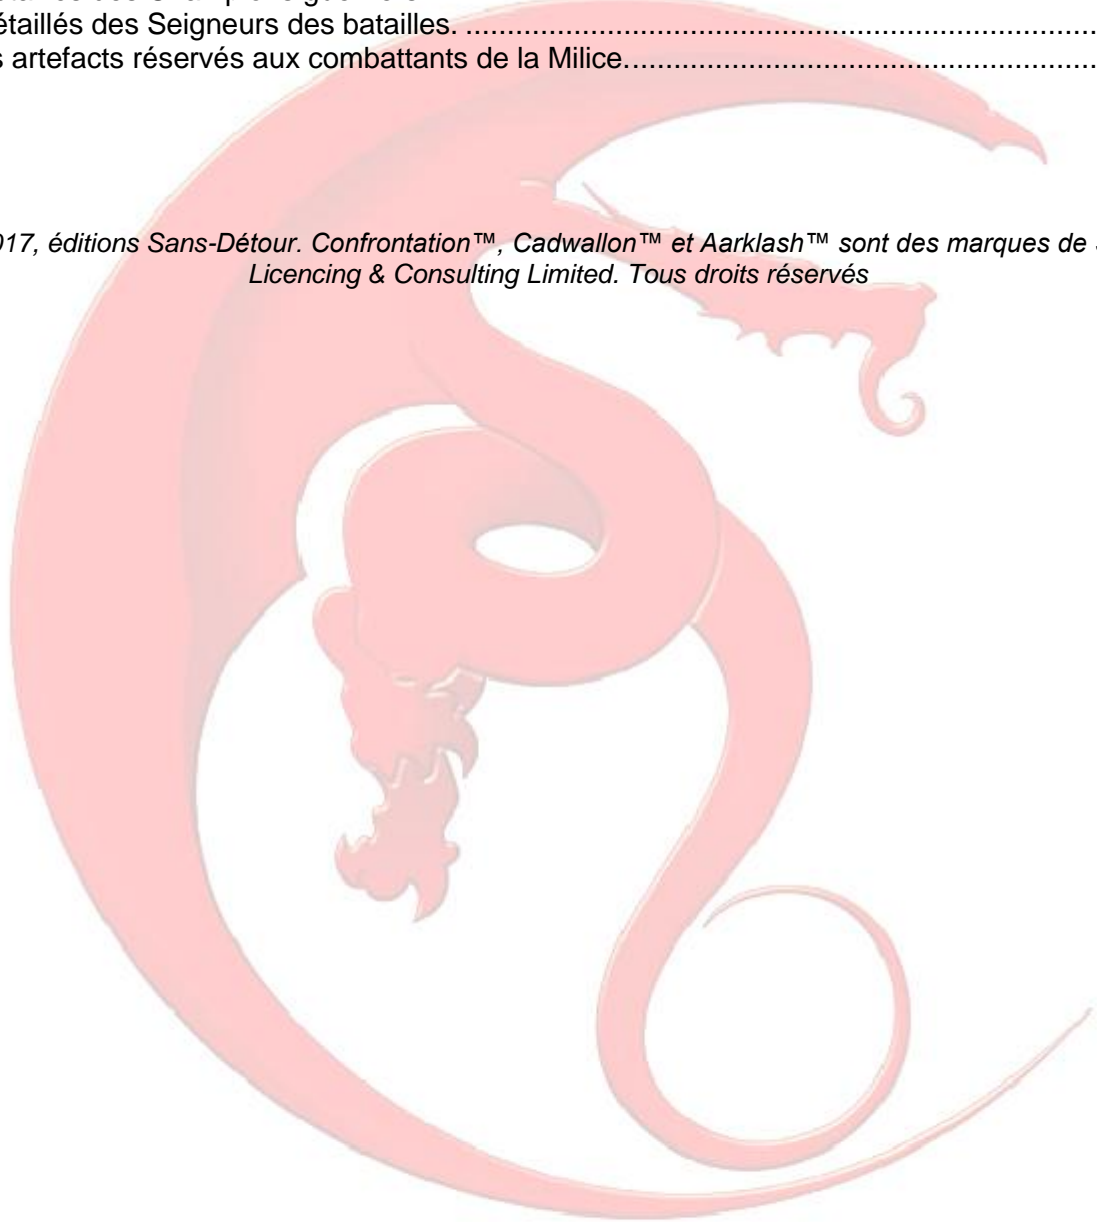 étaillés des Seigneurs des batailles. ................................................................................
s artefacts réservés aux combattants de la Milice............................................................
017, éditions Sans-Détour. Confrontation™, Cadwallon™ et Aarklash™ sont des marques de
Licencing & Consulting Limited. Tous droits réservés